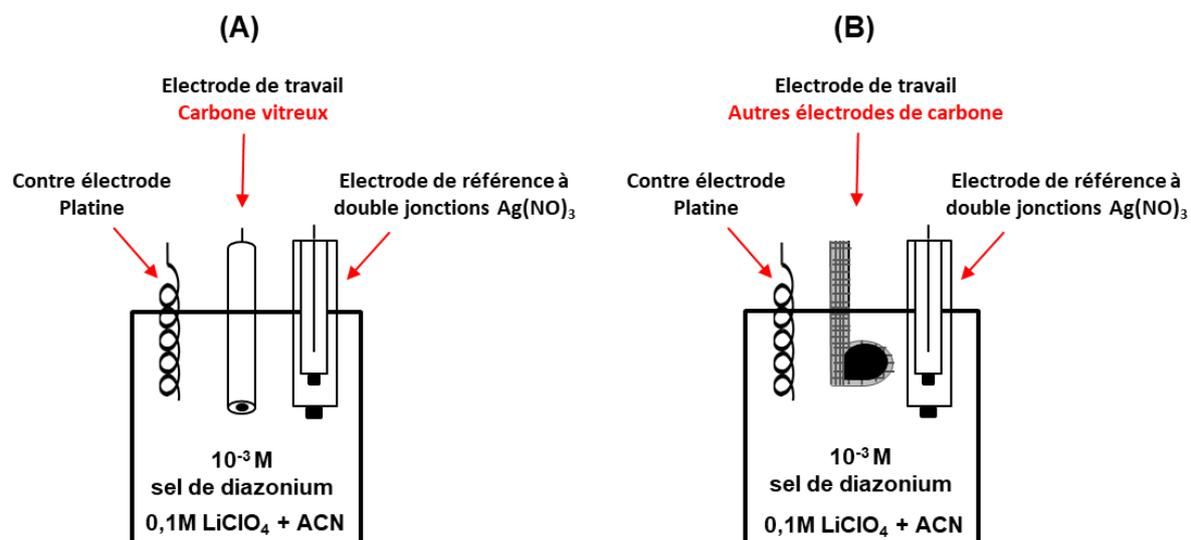 (A)
Electrode de travail
Carbone vitreux
Contre électrode
Platine
Electrode de référence à
double jonctions Ag(NO)₃
10⁻³ M
sel de diazonium
0,1M LiClO₄ + ACN
(B)
Electrode de travail
Autres électrodes de carbone
Contre électrode
Platine
Electrode de référence à
double jonctions Ag(NO)₃
10⁻³ M
sel de diazonium
0,1M LiClO₄ + ACN